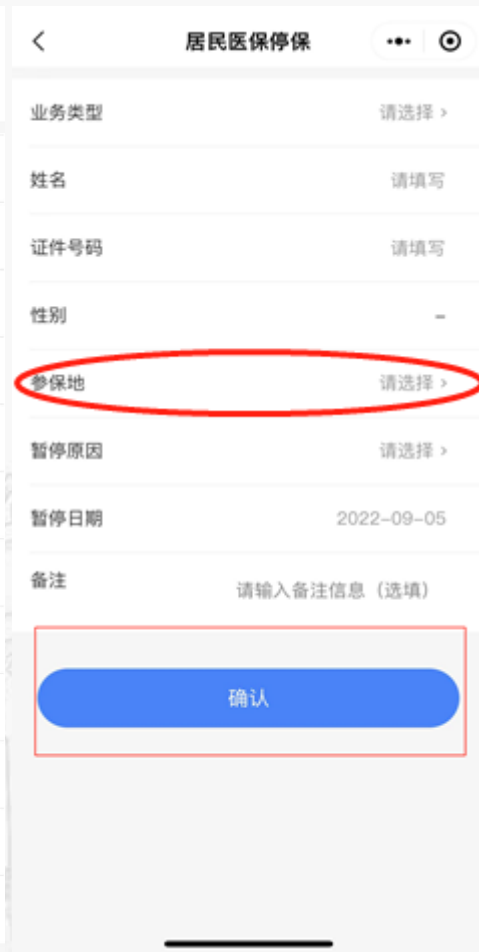 居民医保停保
业务类型 请选择 >
姓名 请填写
证件号码 请填写
性别 -
参保地 请选择 >
暂停原因 请选择 >
暂停日期 2022-09-05
备注 请输入备注信息（选填）
确认